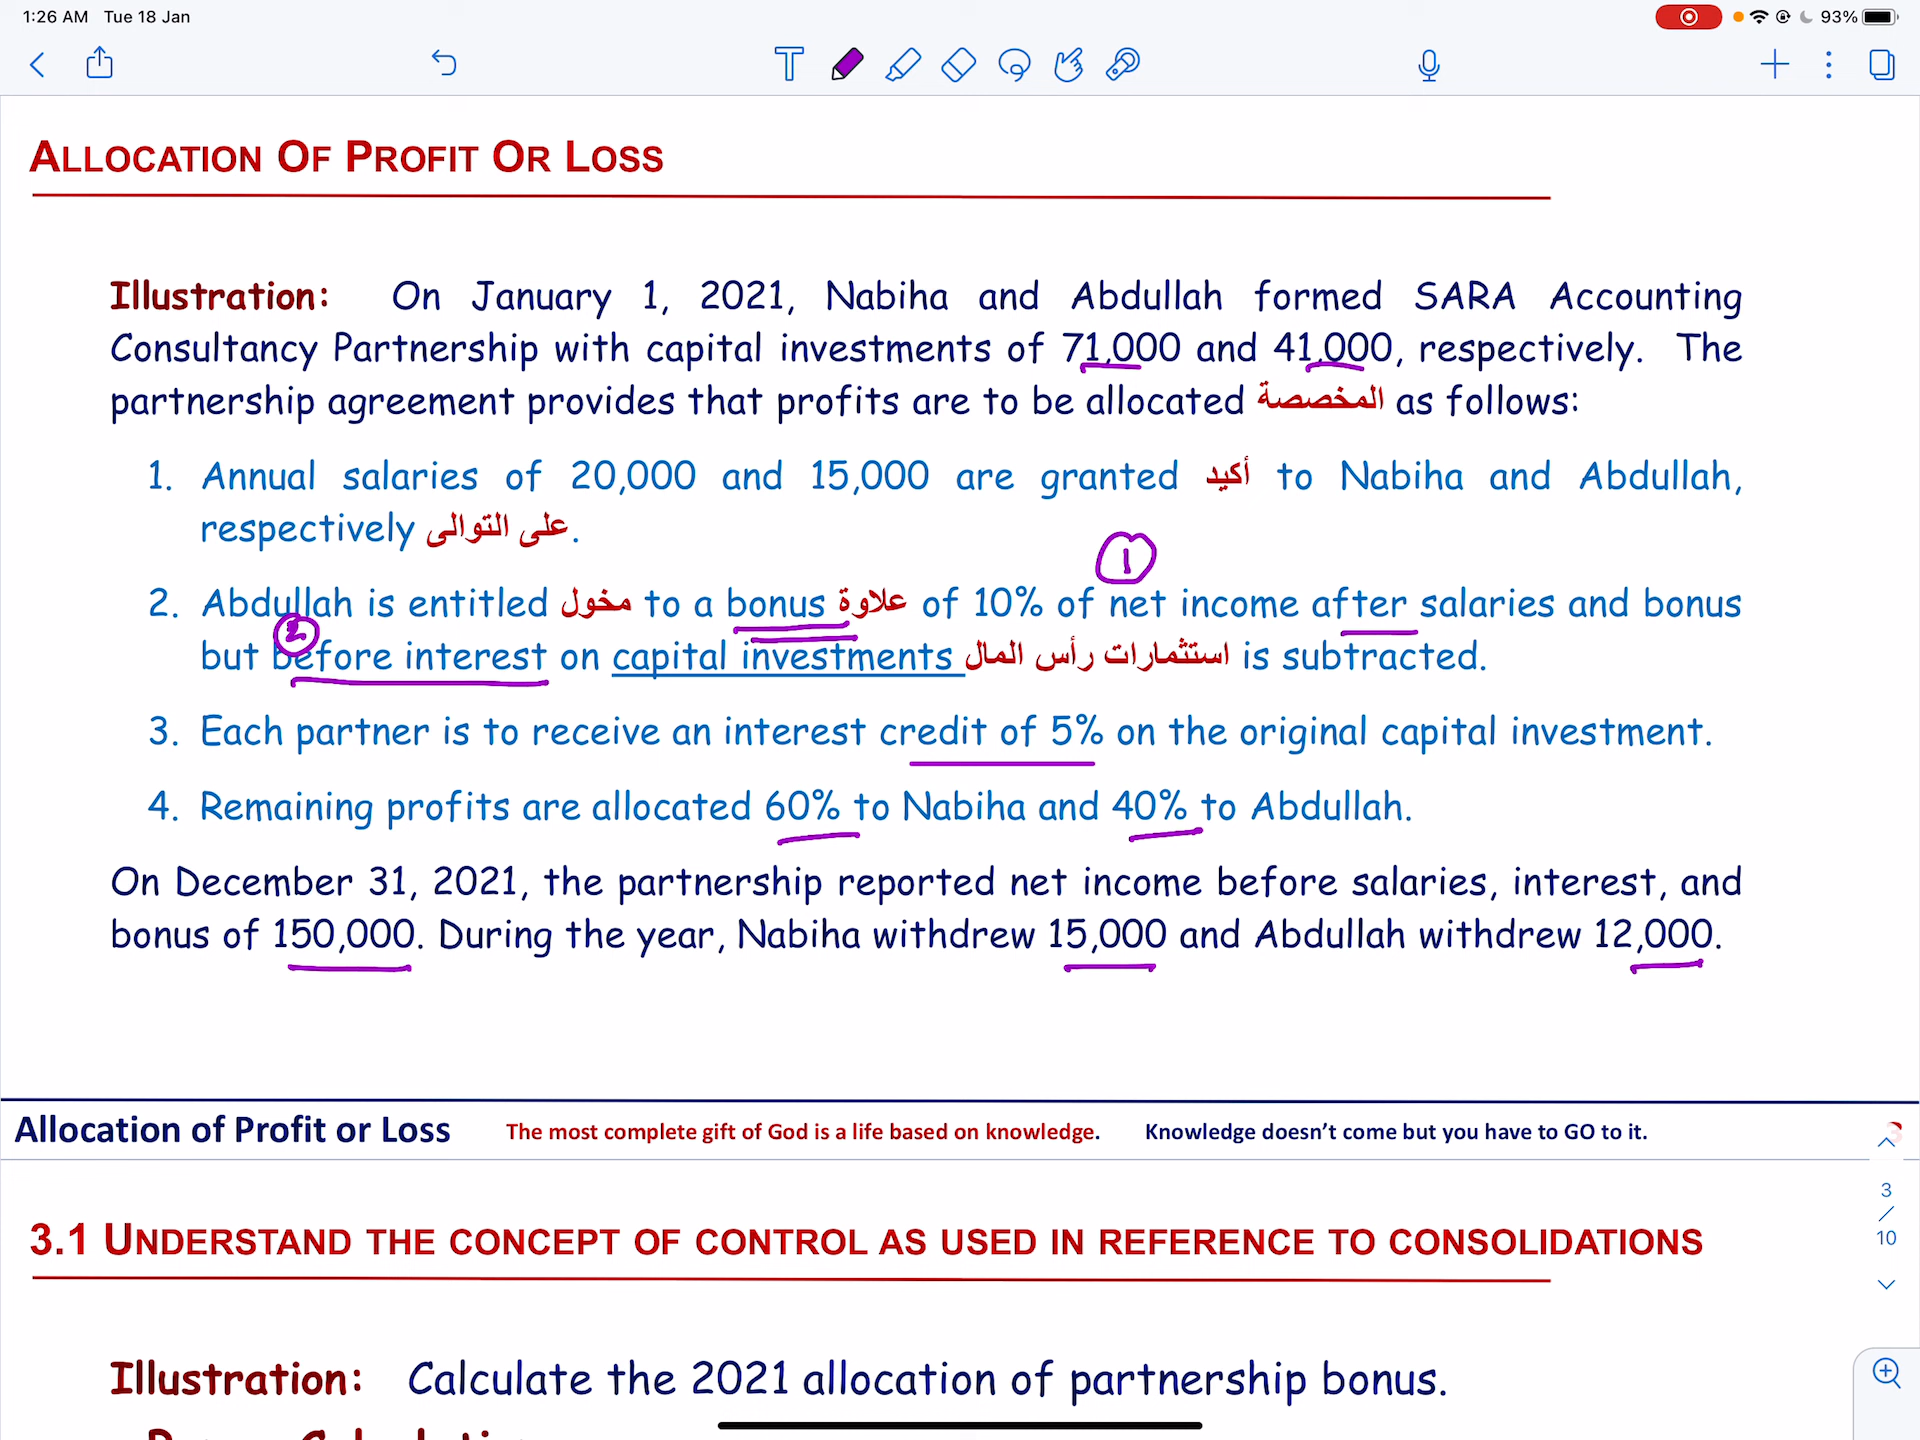 1:26 AM Tue 18 Jan
93%
ALLOCATION OF PROFIT OR LOSS
Illustration: On January 1, 2021, Nabiha and Abdullah formed SARA Accounting
Consultancy Partnership with capital investments of 71,000 and 41,000, respectively. The
partnership agreement provides that profits are to be allocated المخصصة as follows:
1. Annual salaries of 20,000 and 15,000 are granted أكيد to Nabiha and Abdullah,
respectively على التوالى.
1
2. Abdullah is entitled مخول to a bonus علاوة of 10% of net income after salaries and bonus
2
but before interest on capital investments استثمارات رأس المال is subtracted.
3. Each partner is to receive an interest credit of 5% on the original capital investment.
4. Remaining profits are allocated 60% to Nabiha and 40% to Abdullah.
On December 31, 2021, the partnership reported net income before salaries, interest, and
bonus of 150,000. During the year, Nabiha withdrew 15,000 and Abdullah withdrew 12,000.
Allocation of Profit or Loss The most complete gift of God is a life based on knowledge. Knowledge doesn't come but you have to GO to it.
3
/
10
3.1 UNDERSTAND THE CONCEPT OF CONTROL AS USED IN REFERENCE TO CONSOLIDATIONS
Illustration: Calculate the 2021 allocation of partnership bonus.